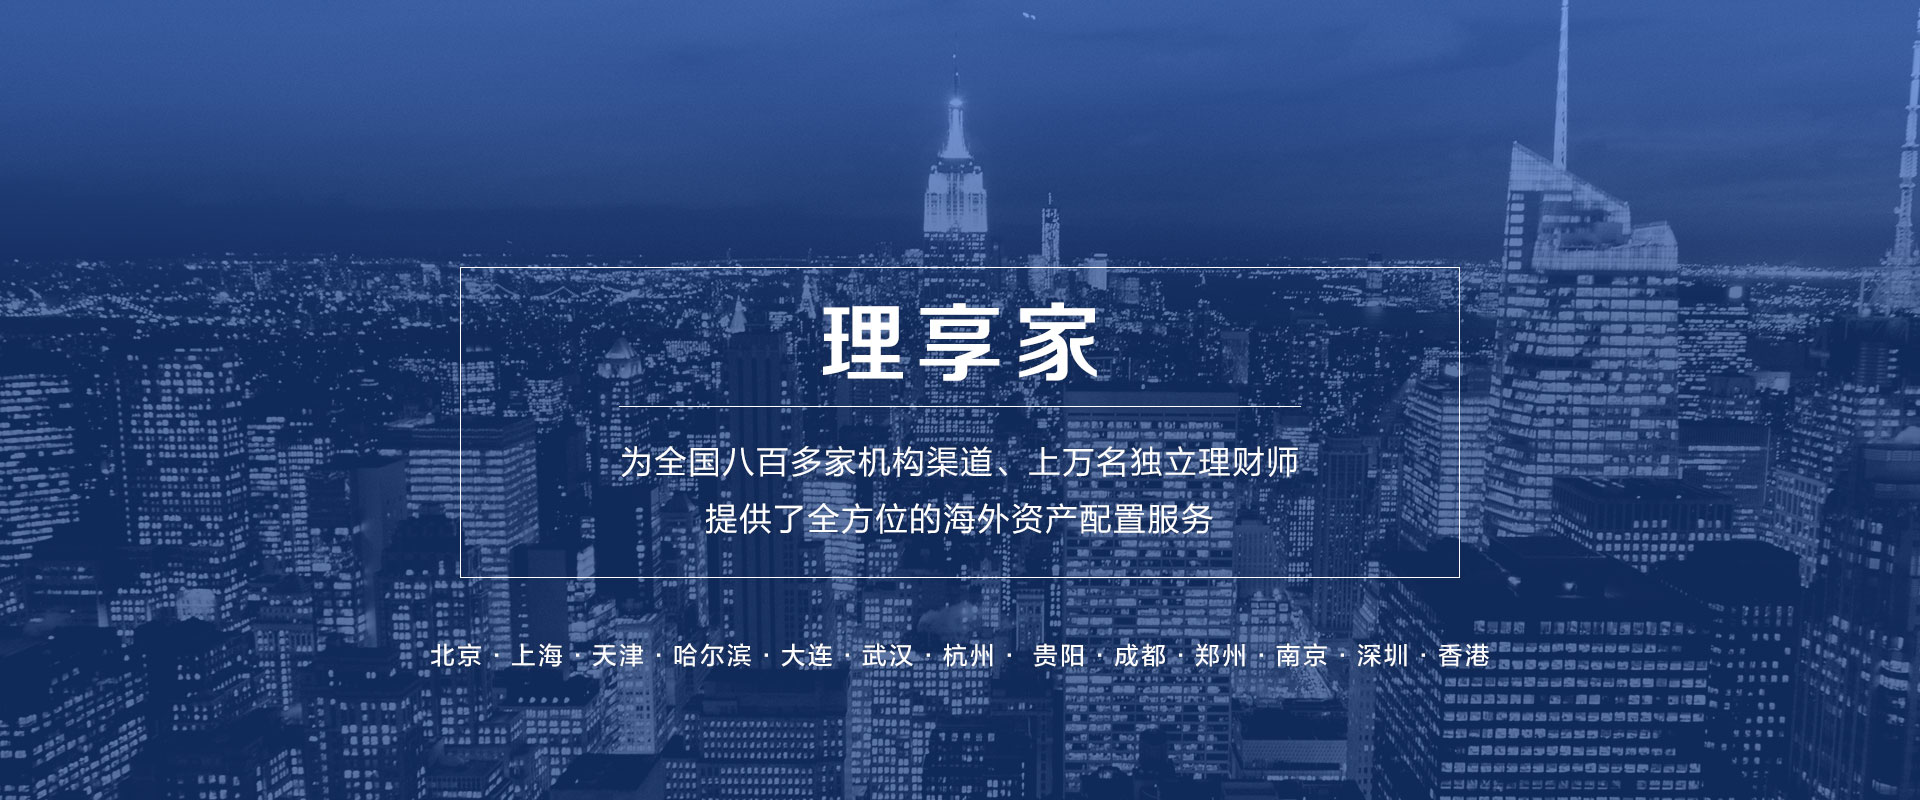 理享家
为全国八百多家机构渠道、上万名独立理财师
提供了全方位的海外资产配置服务
北京 · 上海 · 天津 · 哈尔滨 · 大连 · 武汉 · 杭州 · 贵阳 · 成都 · 郑州 · 南京 · 深圳 · 香港